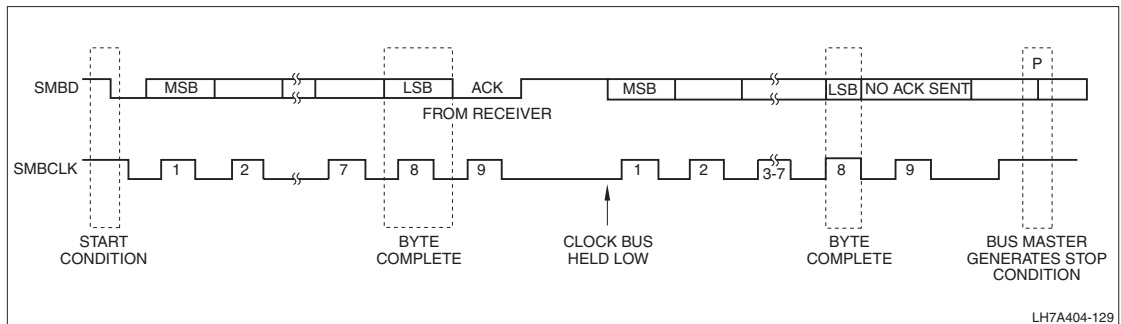 P
SMBD MSB LSB ACK MSB LSB NO ACK SENT
FROM RECEIVER
SMBCLK 1 2 7 8 9 1 2 3-7 8 9
START
CONDITION
BYTE
COMPLETE
CLOCK BUS
HELD LOW
BYTE
COMPLETE
BUS MASTER
GENERATES STOP
CONDITION
LH7A404-129